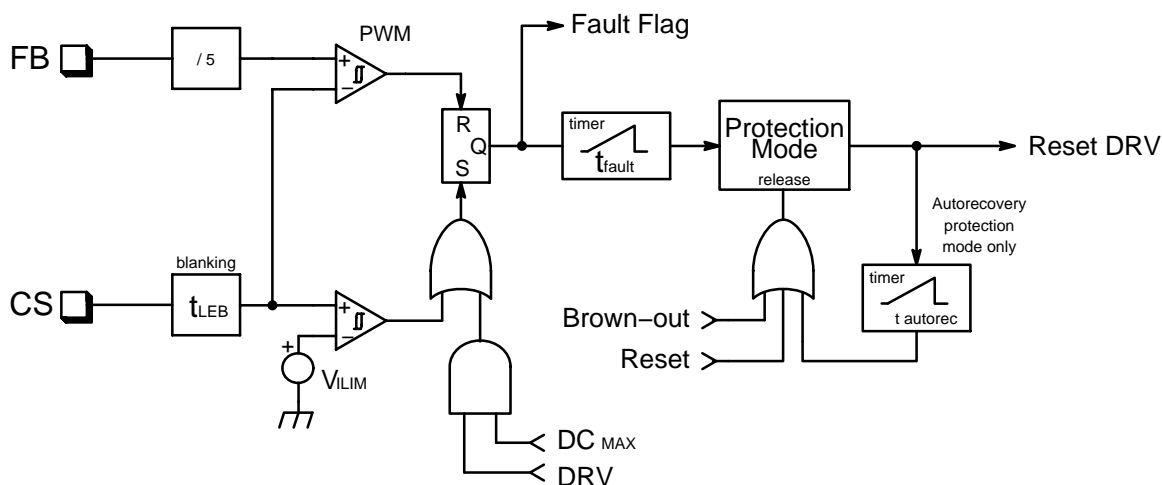 Fault Flag
PWM
FB
/ 5
+
−
R
Q
S
timer
tfault
Protection
Mode
release
Reset DRV
Autorecovery
protection
mode only
blanking
CS
tLEB
+
−
+
VILIM
timer
t autorec
Brown−out
Reset
DC MAX
DRV